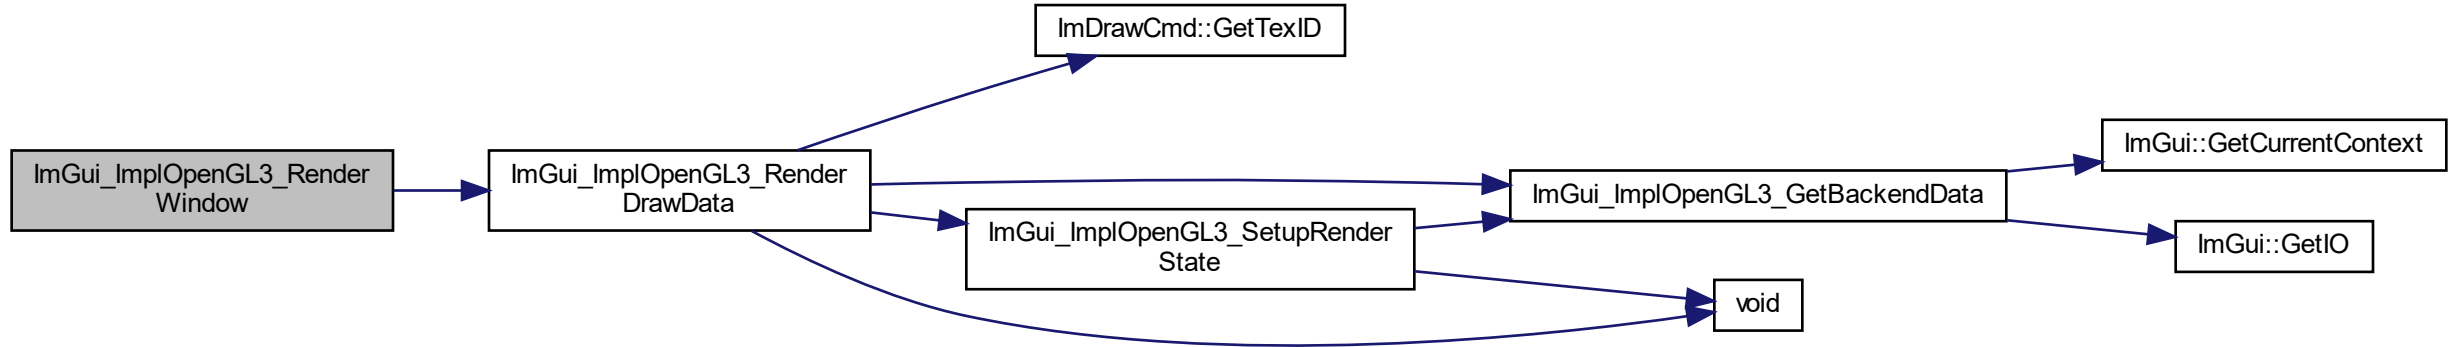 ImGui_ImplOpenGL3_Render
Window
ImGui_ImplOpenGL3_Render
DrawData
ImDrawCmd::GetTexID
ImGui_ImplOpenGL3_SetupRender
State
ImGui_ImplOpenGL3_GetBackendData
void
ImGui::GetCurrentContext
ImGui::GetIO